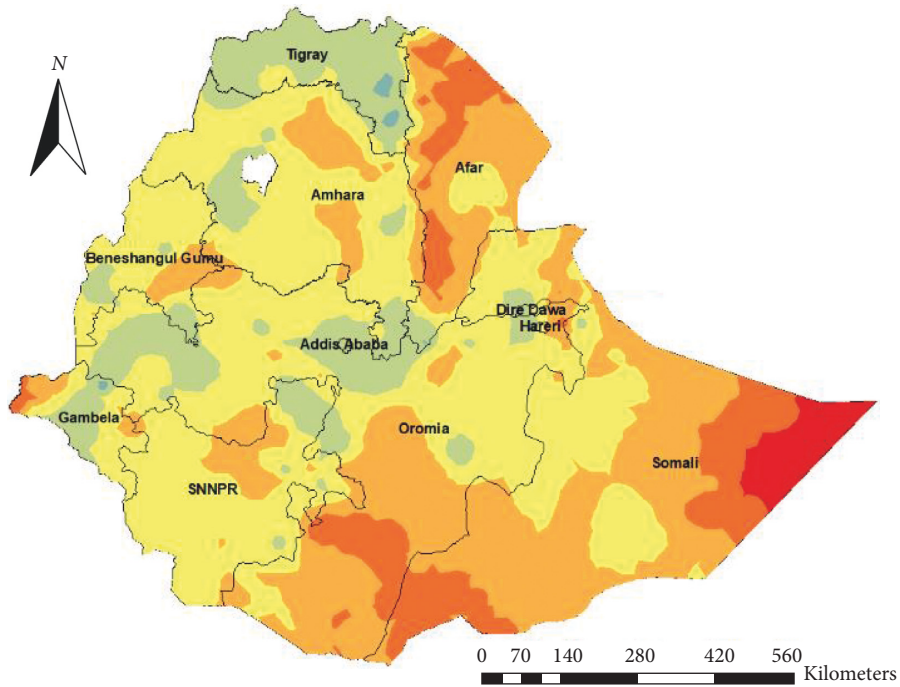 Tigray
N
Afar
Amhara
Beneshangul Gumu
Dire Dawa
Hareri
Addis Ababa
Gambela
Oromia
Somali
SNNPR
0 70 140 280 420 560
Kilometers